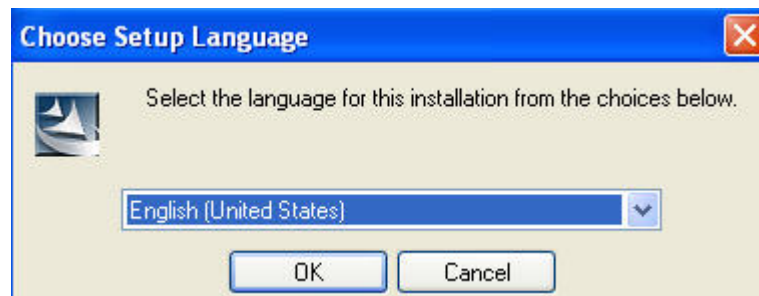 Choose Setup Language
Select the language for this installation from the choices below.
English (United States)
OK
Cancel